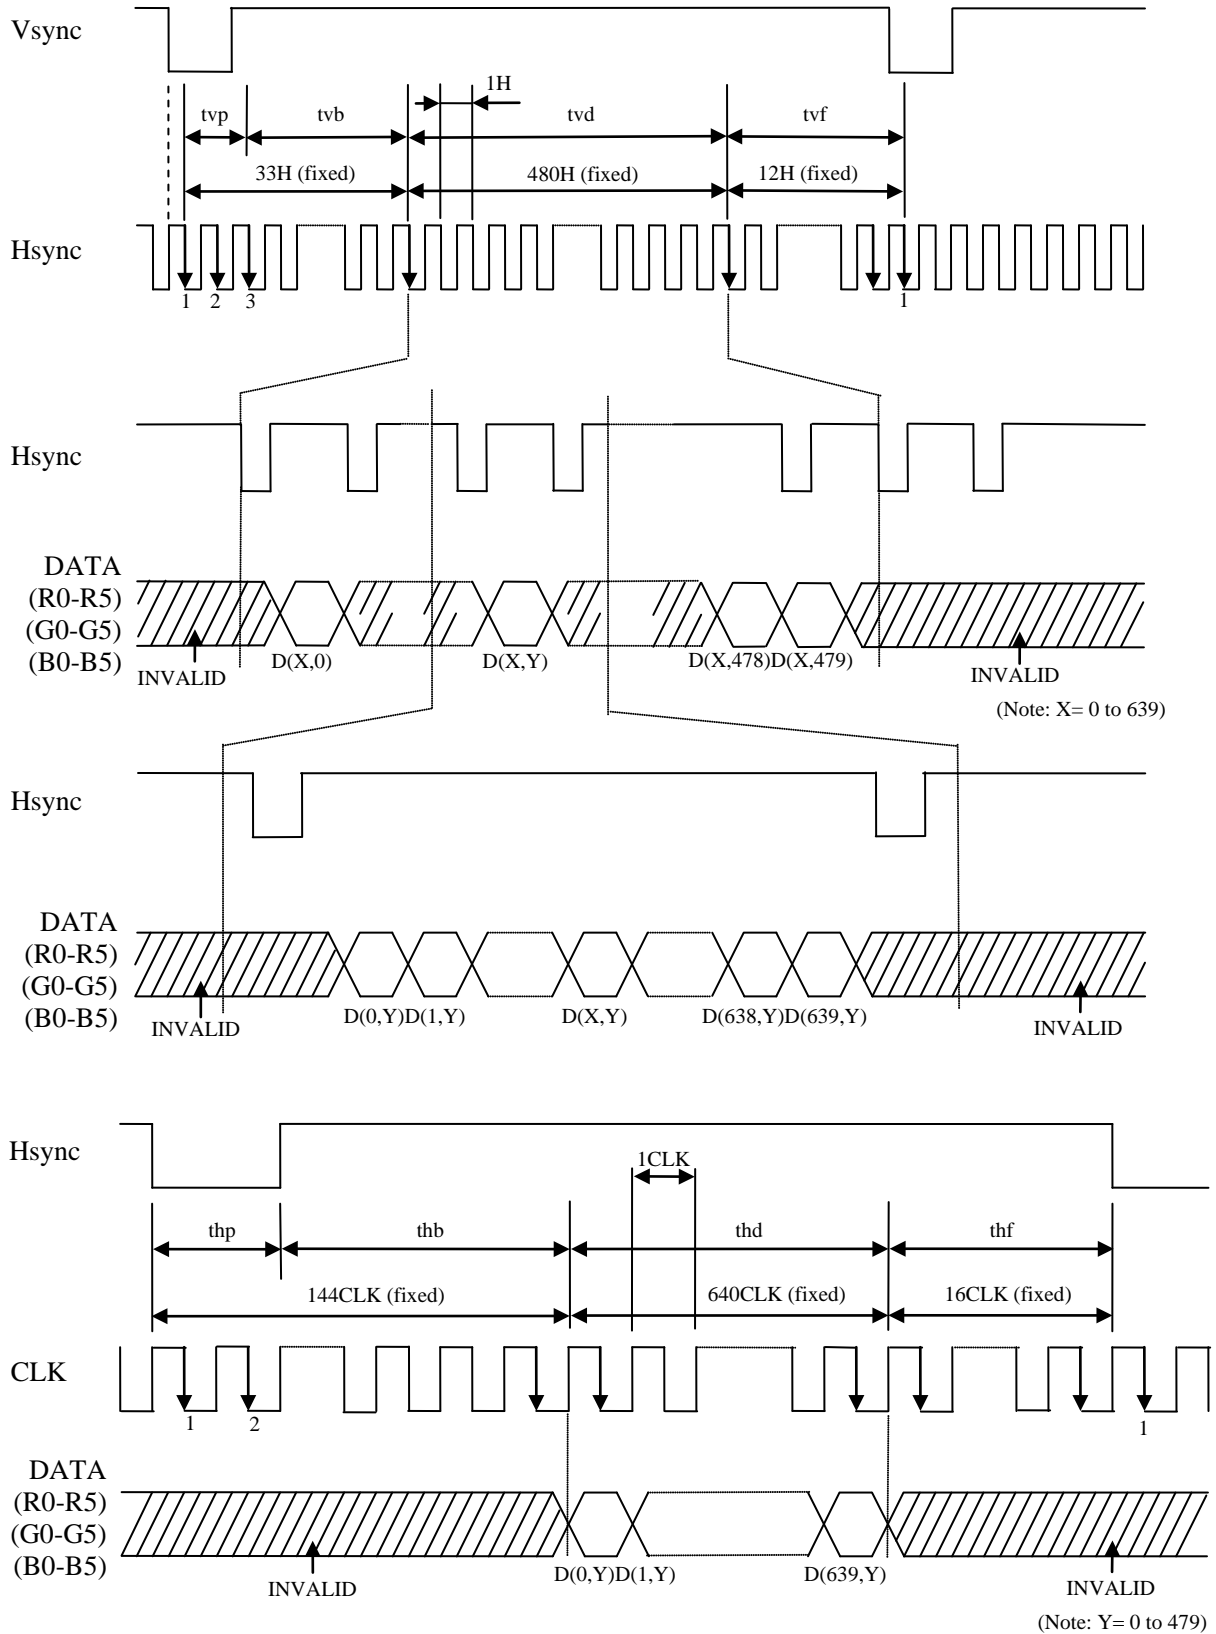 Vsync
1H
tvp tvb tvd tvf
33H (fixed) 480H (fixed) 12H (fixed)
Hsync
1 2 3 1
Hsync
DATA
(R0-R5)
(G0-G5)
(B0-B5)
D(X,0) D(X,Y) D(X,478)D(X,479)
INVALID INVALID
(Note: X= 0 to 639)
Hsync
DATA
(R0-R5)
(G0-G5)
(B0-B5)
D(0,Y)D(1,Y) D(X,Y) D(638,Y)D(639,Y)
INVALID INVALID
Hsync
1CLK
thp thb thd thf
144CLK (fixed) 640CLK (fixed) 16CLK (fixed)
CLK
1 2 1
DATA
(R0-R5)
(G0-G5)
(B0-B5)
D(0,Y)D(1,Y) D(639,Y)
INVALID INVALID
(Note: Y= 0 to 479)